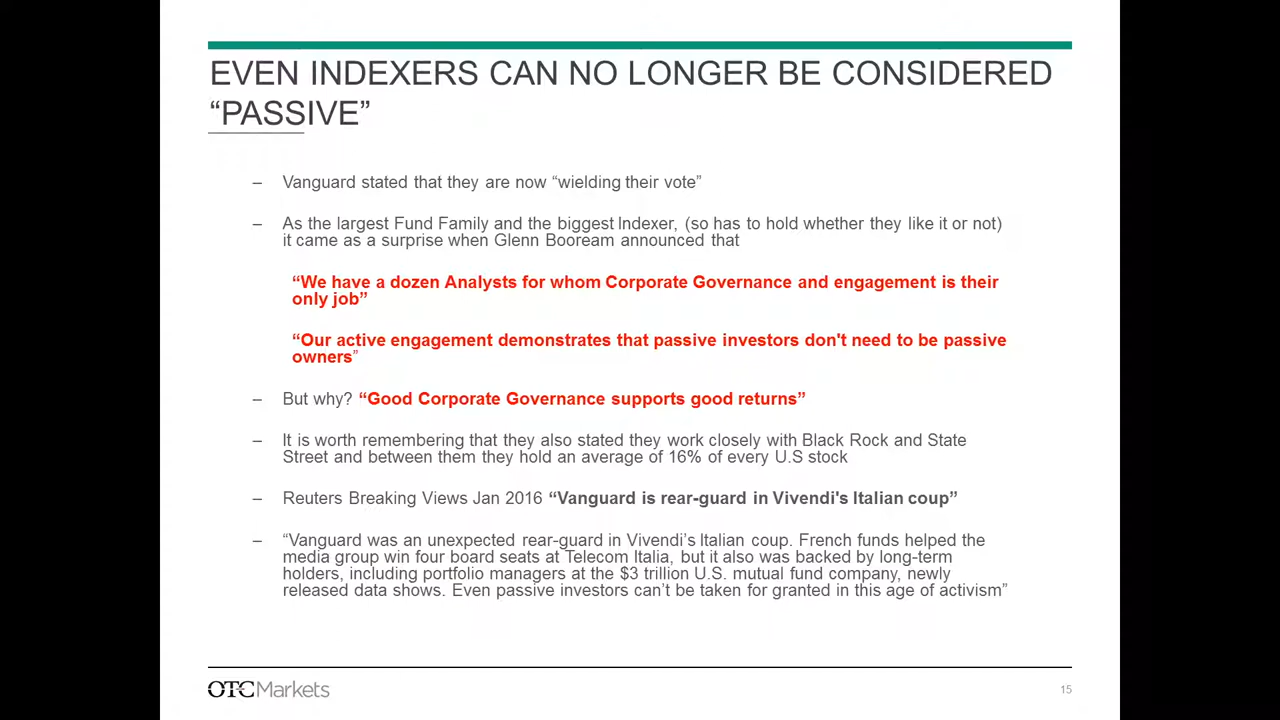 EVEN INDEXERS CAN NO LONGER BE CONSIDERED
“PASSIVE”
– Vanguard stated that they are now “wielding their vote”
– As the largest Fund Family and the biggest Indexer, (so has to hold whether they like it or not)
it came as a surprise when Glenn Booream announced that
“We have a dozen Analysts for whom Corporate Governance and engagement is their
only job”
“Our active engagement demonstrates that passive investors don't need to be passive
owners”
– But why? “Good Corporate Governance supports good returns”
– It is worth remembering that they also stated they work closely with Black Rock and State
Street and between them they hold an average of 16% of every U.S stock
– Reuters Breaking Views Jan 2016 “Vanguard is rear-guard in Vivendi's Italian coup”
– “Vanguard was an unexpected rear-guard in Vivendi’s Italian coup. French funds helped the
media group win four board seats at Telecom Italia, but it also was backed by long-term
holders, including portfolio managers at the $3 trillion U.S. mutual fund company, newly
released data shows. Even passive investors can’t be taken for granted in this age of activism”
OTC Markets
15